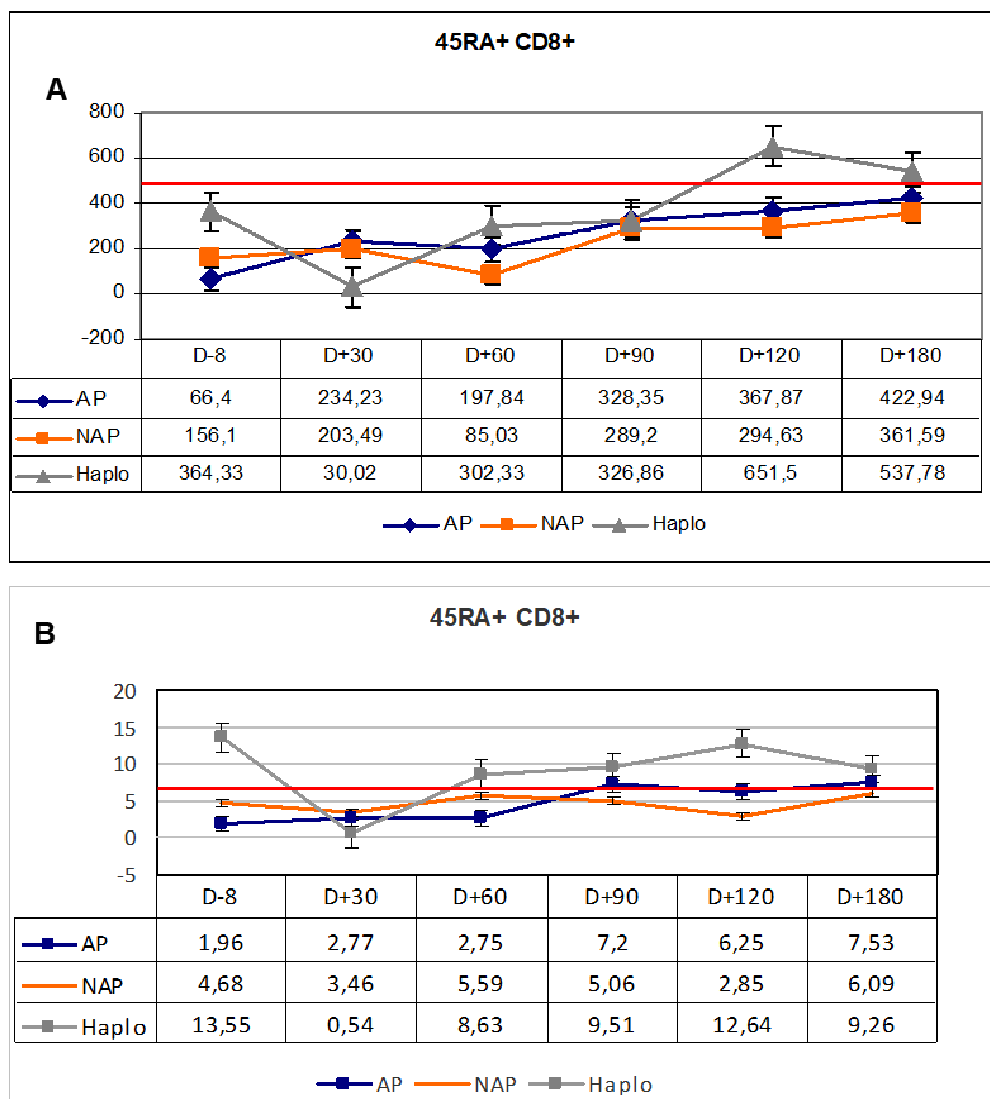 45RA+ CD8+
A
800
600
400
200
0
-200
D-8 D+30 D+60 D+90 D+120 D+180
AP 66,4 234,23 197,84 328,35 367,87 422,94
NAP 156,1 203,49 85,03 289,2 294,63 361,59
Haplo 364,33 30,02 302,33 326,86 651,5 537,78
AP NAP Haplo
45RA+ CD8+
B
20
15
10
5
0
-5
D-8 D+30 D+60 D+90 D+120 D+180
AP 1,96 2,77 2,75 7,2 6,25 7,53
NAP 4,68 3,46 5,59 5,06 2,85 6,09
Haplo 13,55 0,54 8,63 9,51 12,64 9,26
AP NAP Haplo